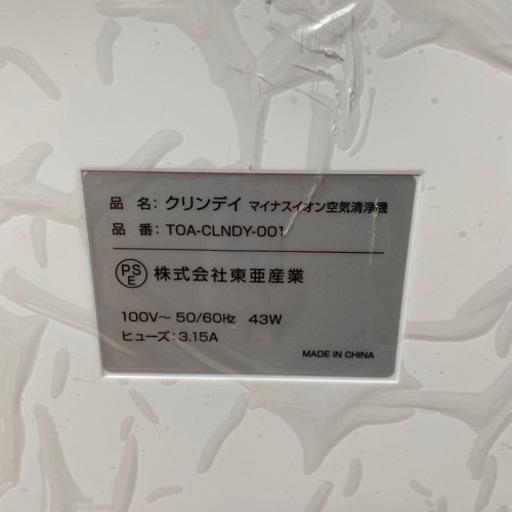 品 名: クリンデイ マイナスイオン空気清浄機
品 番: TOA-CLNDY-001
PSE 株式会社東亜産業
100V～ 50/60Hz 43W
ヒューズ:3.15A
MADE IN CHINA